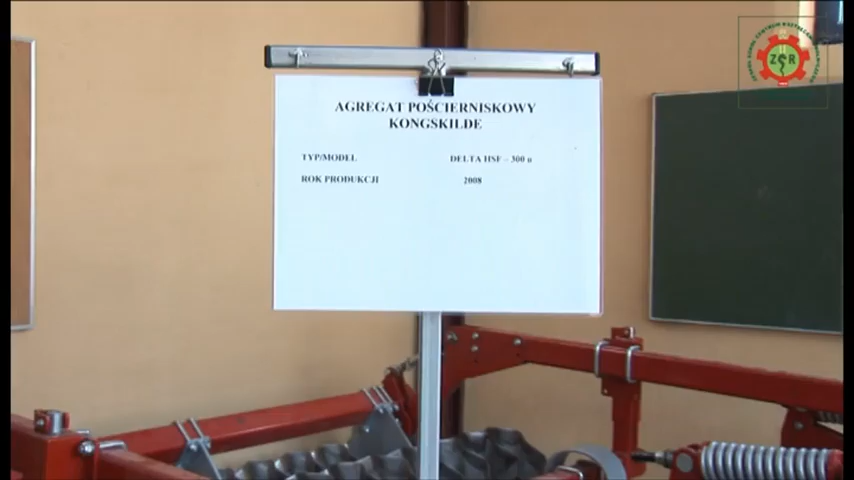 AGREGAT POŚCIERNISKOWY
KONGSKILDE
TYP/MODEL DELTA HSF – 300 n
ROK PRODUKCJI 2008